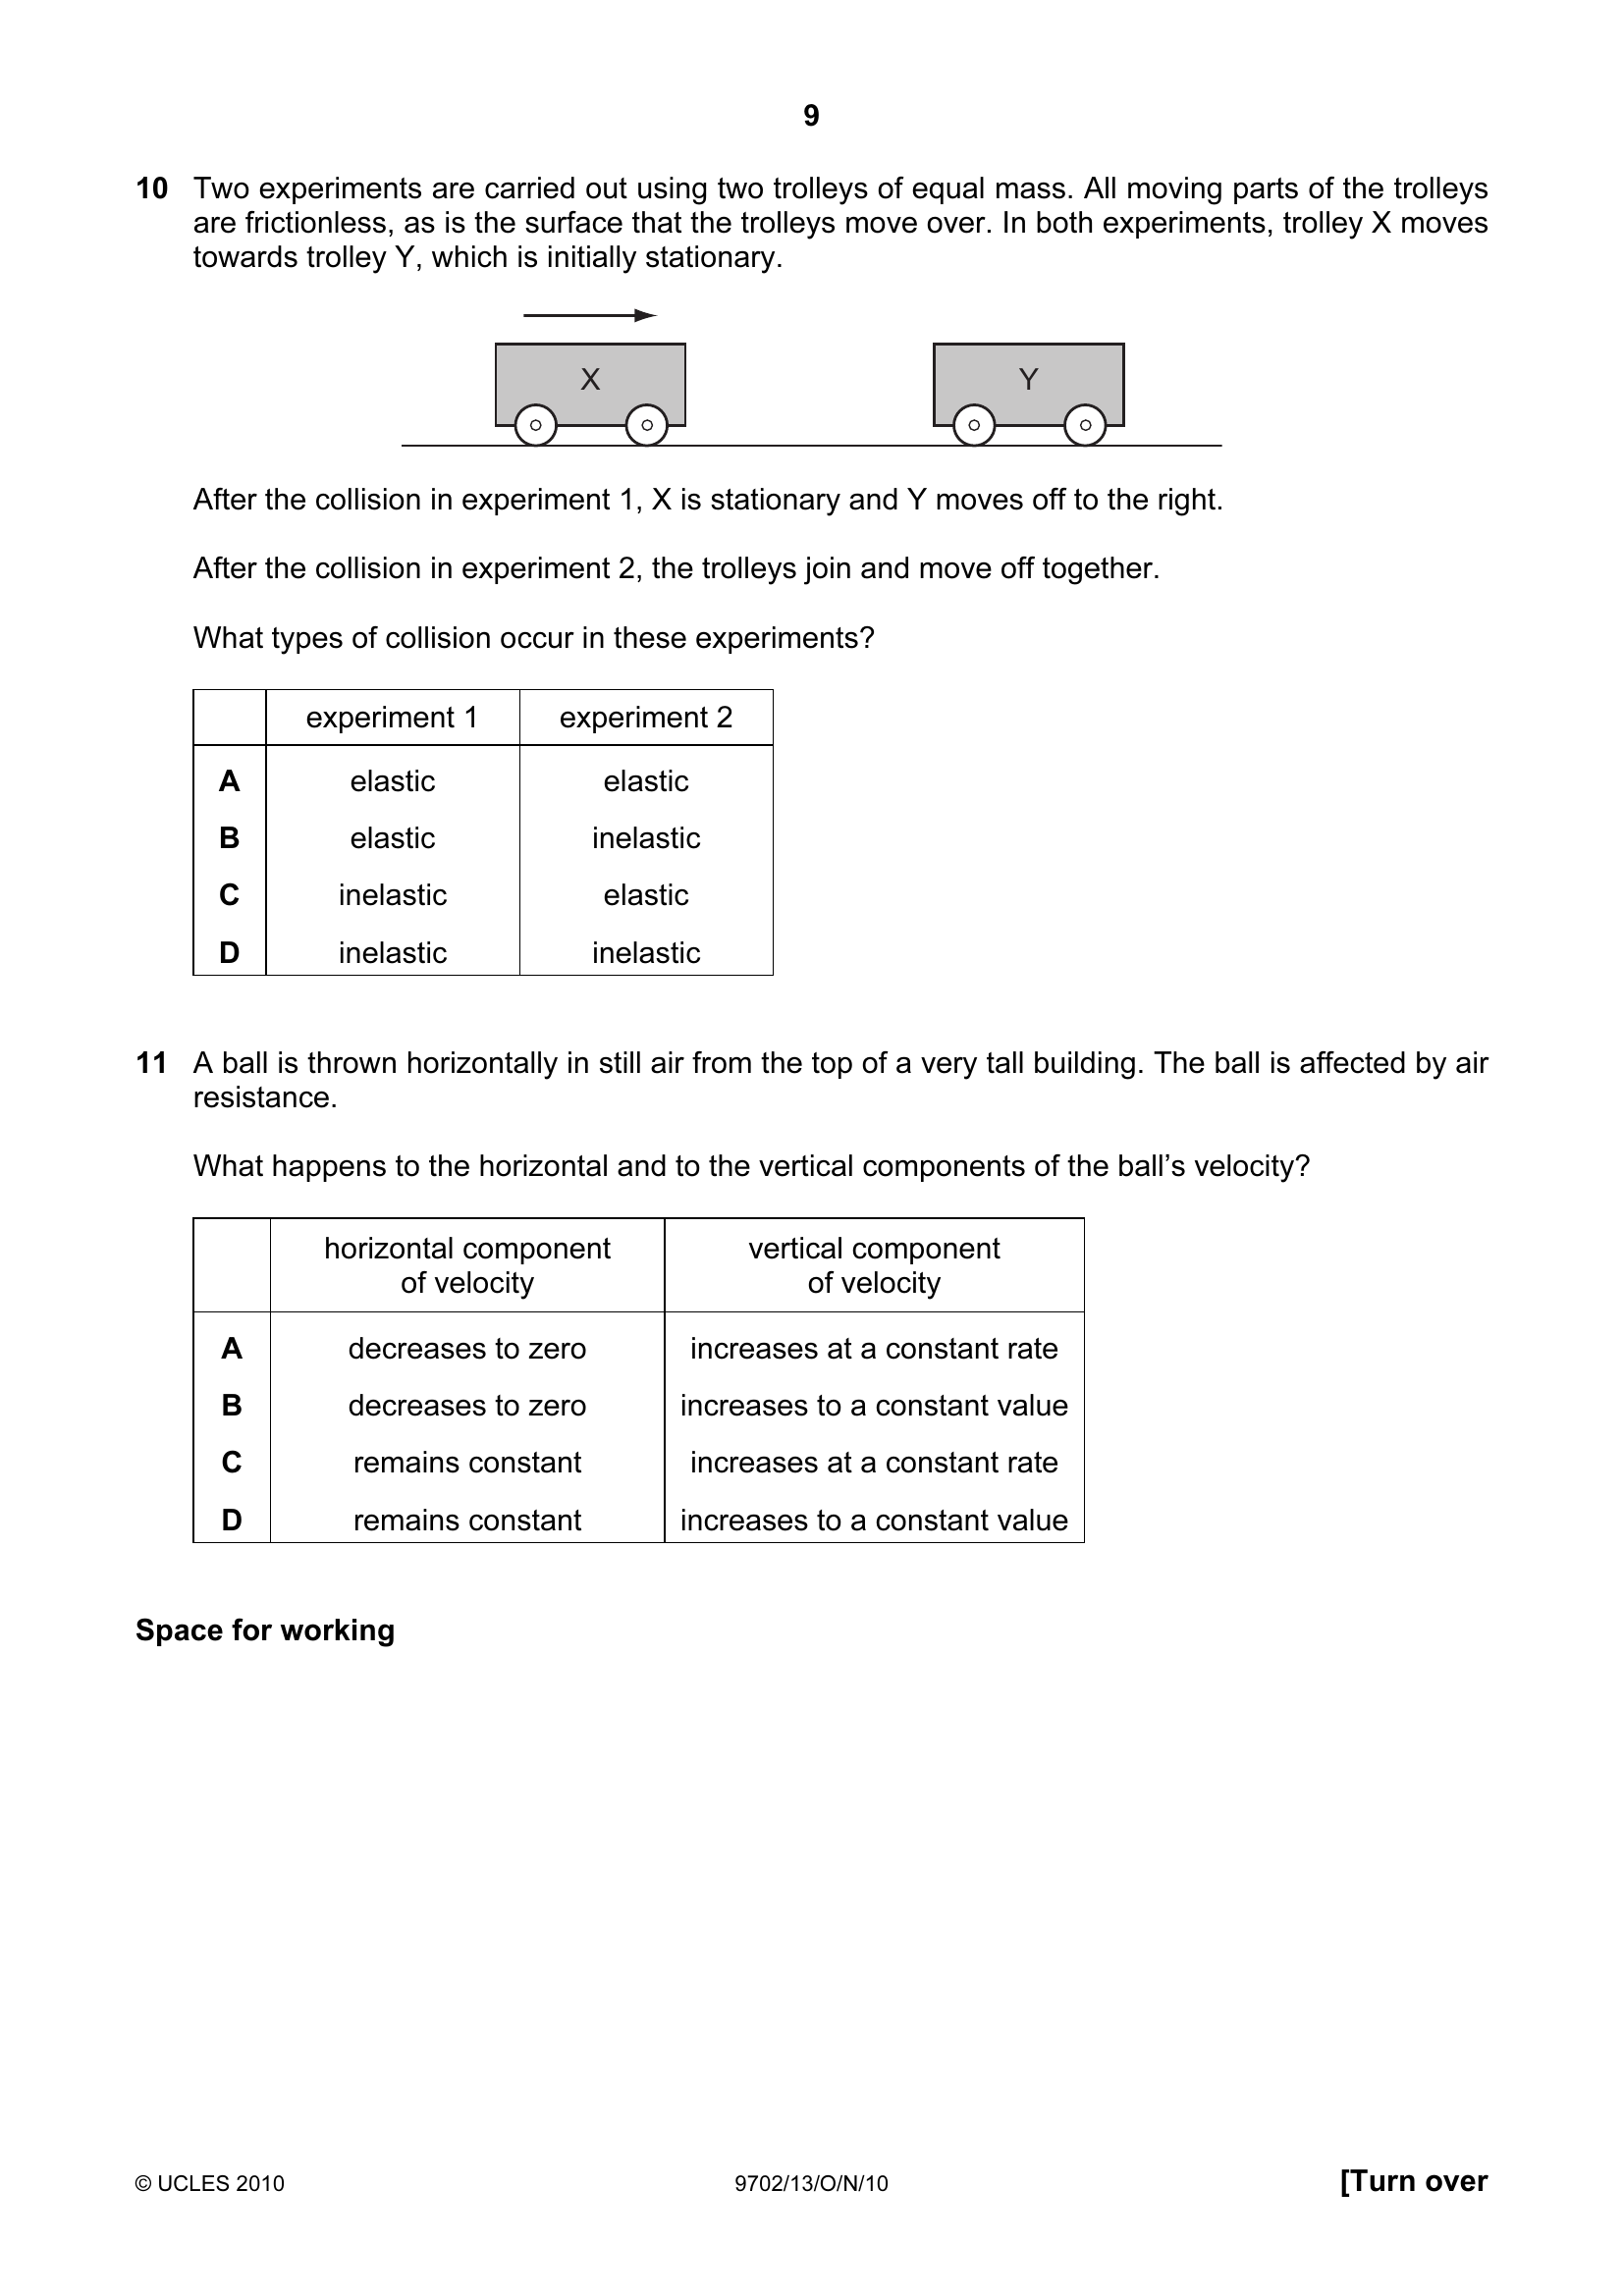 9
10 Two experiments are carried out using two trolleys of equal mass. All moving parts of the trolleys
are frictionless, as is the surface that the trolleys move over. In both experiments, trolley X moves
towards trolley Y, which is initially stationary.
X Y
After the collision in experiment 1, X is stationary and Y moves off to the right.
After the collision in experiment 2, the trolleys join and move off together.
What types of collision occur in these experiments?
experiment 1 experiment 2
A elastic elastic
B elastic inelastic
C inelastic elastic
D inelastic inelastic
11 A ball is thrown horizontally in still air from the top of a very tall building. The ball is affected by air
resistance.
What happens to the horizontal and to the vertical components of the ball’s velocity?
horizontal component vertical component
of velocity of velocity
A decreases to zero increases at a constant rate
B decreases to zero increases to a constant value
C remains constant increases at a constant rate
D remains constant increases to a constant value
Space for working
© UCLES 2010 9702/13/O/N/10 [Turn over